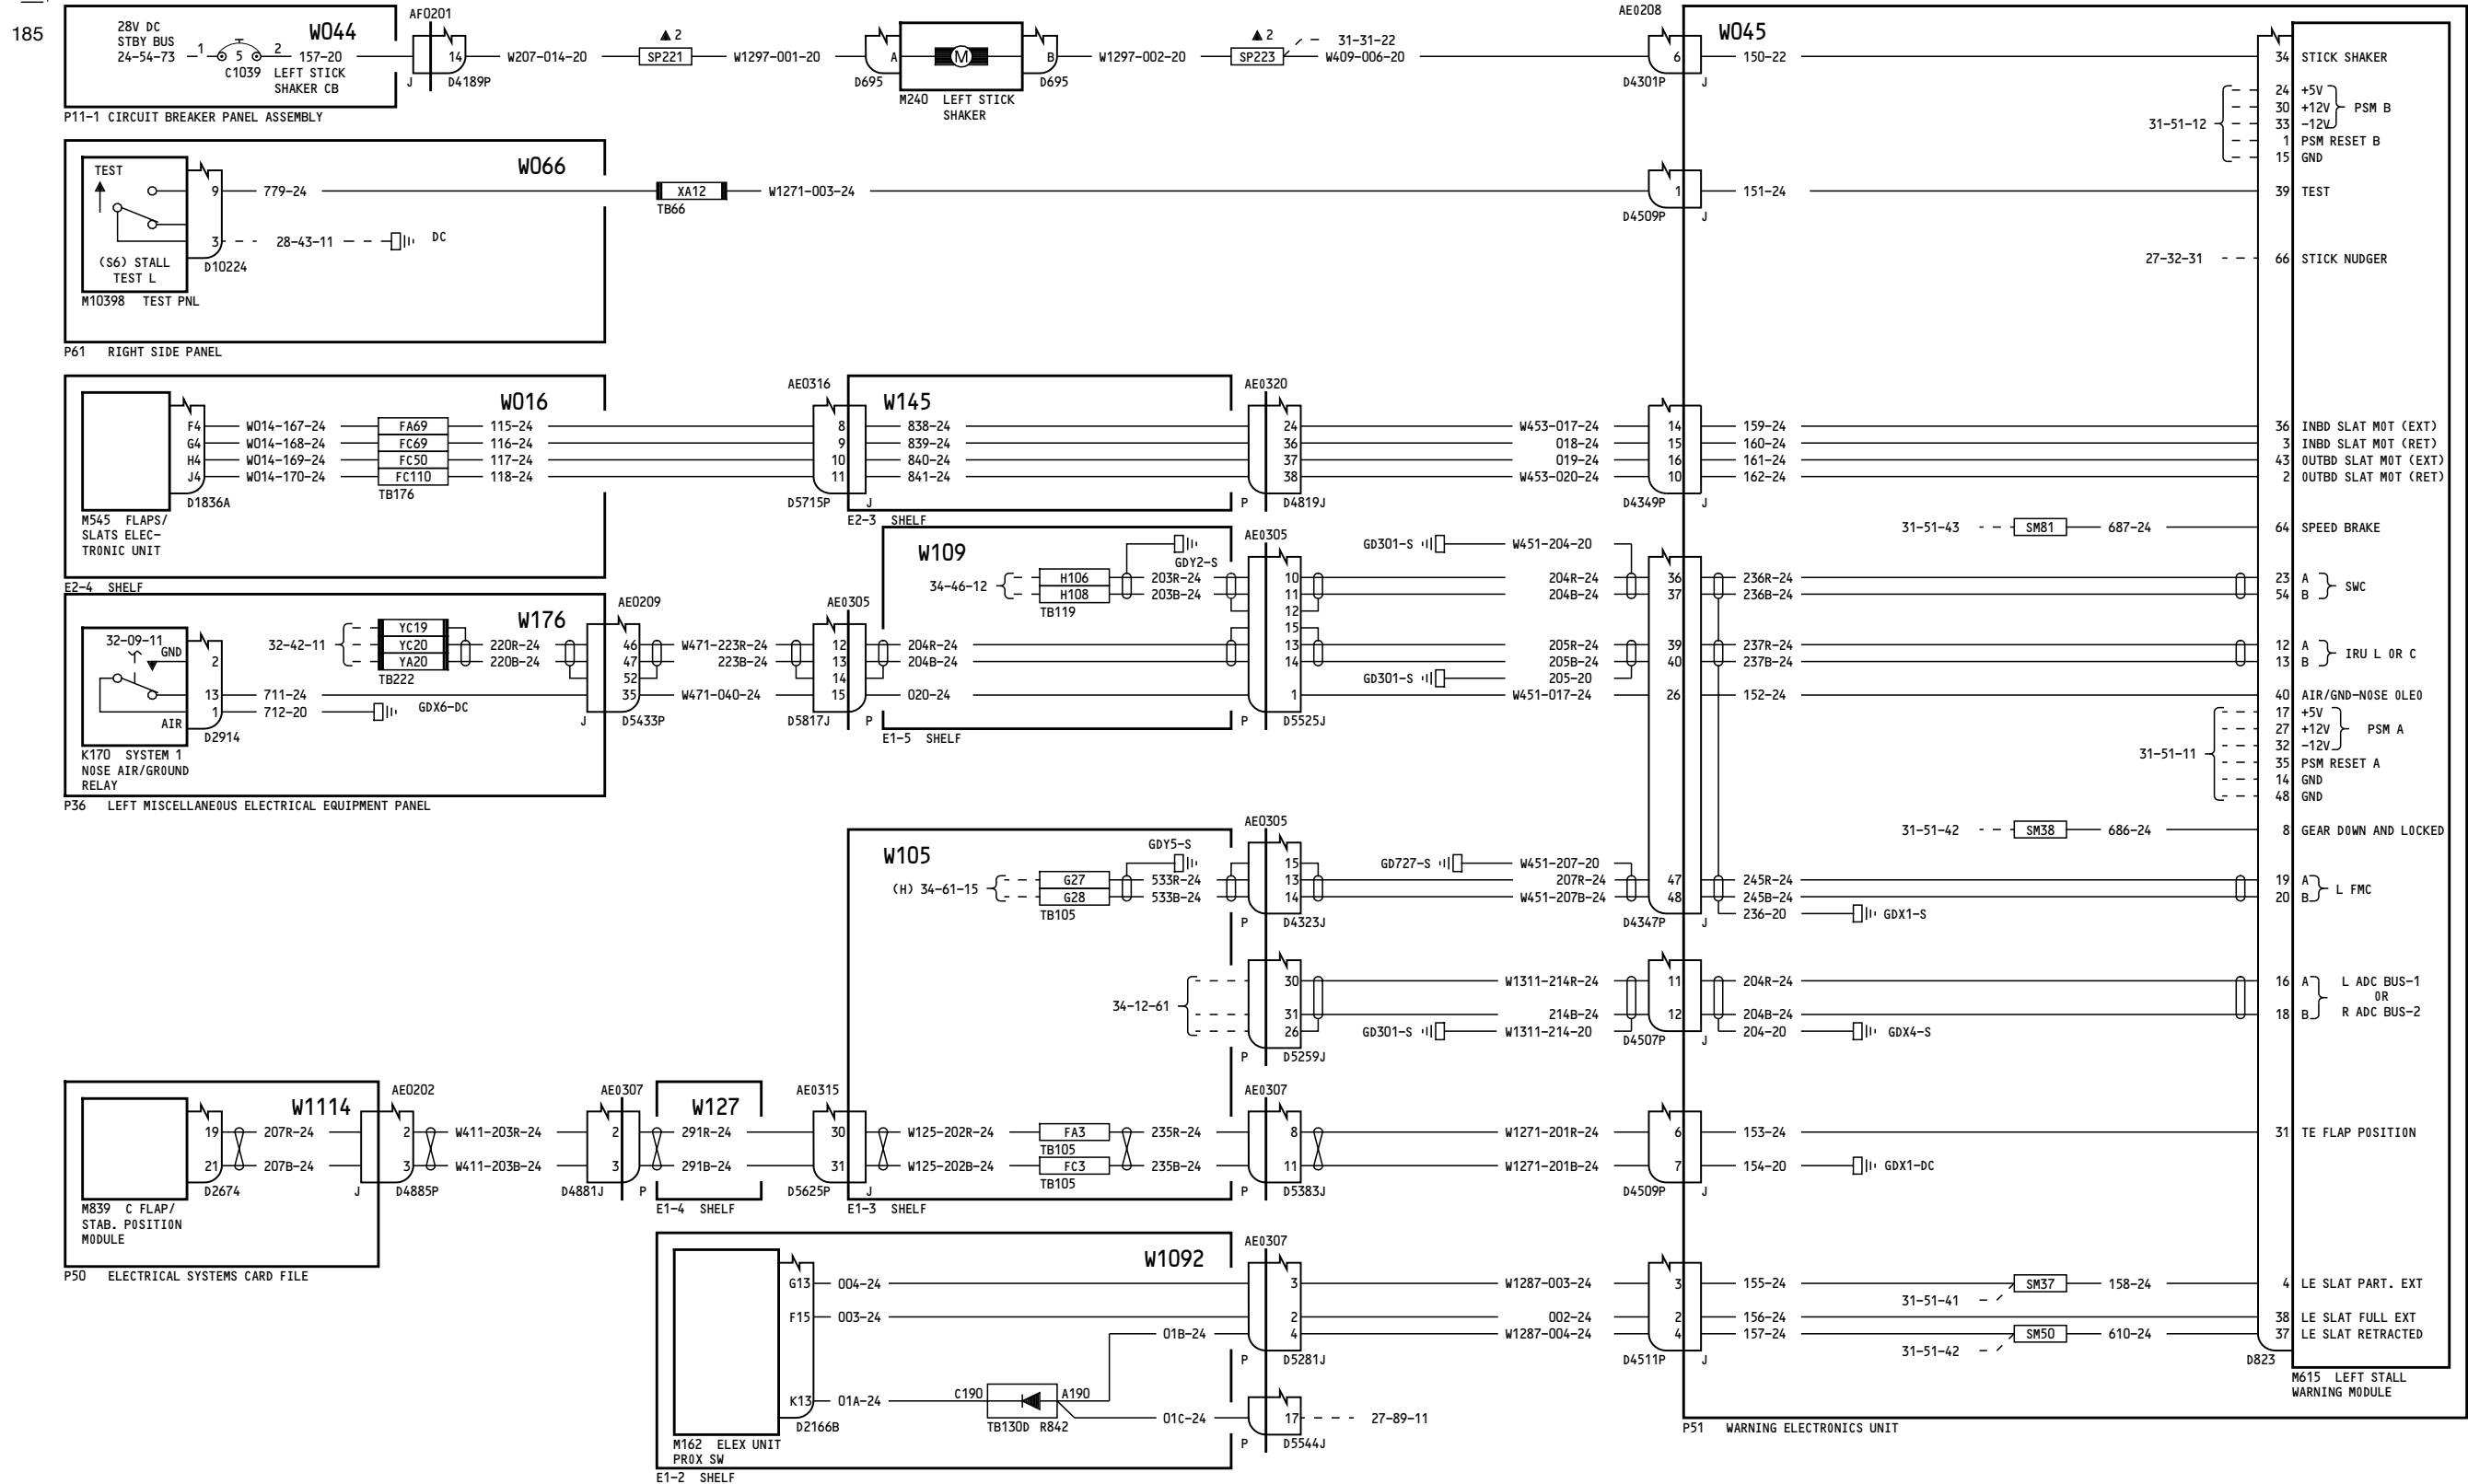 185
28V DC
STBY BUS
24-54-73
1
5
2
C1039
157-20
LEFT STICK
SHAKER CB
W044
P11-1 CIRCUIT BREAKER PANEL ASSEMBLY
AF0201
14
J
D4189P
W207-014-20
2
SP221
W1297-001-20
A
D695
M
M240 LEFT STICK
SHAKER
B
D695
W1297-002-20
2
SP223
31-31-22
W409-006-20
AE0208
6
D4301P
J
W045
150-22
34 STICK SHAKER
31-51-12
24 +5V
30 +12V
33 -12V
PSM B
1 PSM RESET B
15 GND
TEST
(S6) STALL
TEST L
M10398 TEST PNL
9
3
D10224
779-24
28-43-11
DC
W066
P61 RIGHT SIDE PANEL
XA12
TB66
W1271-003-24
1
D4509P
J
151-24
39 TEST
27-32-31
66 STICK NUDGER
W016
M545 FLAPS/
SLATS ELEC-
TRONIC UNIT
F4 W014-167-24 FA69 115-24
G4 W014-168-24 FC69 116-24
H4 W014-169-24 FC50 117-24
J4 W014-170-24 FC110 118-24
D1836A
TB176
E2-4 SHELF
AE0316
8
9
10
11
D5715P
J
W145
838-24
839-24
840-24
841-24
E2-3 SHELF
AE0320
24
36
37
38
P
D4819J
W453-017-24
018-24
019-24
W453-020-24
14
15
16
10
D4349P
J
159-24
160-24
161-24
162-24
36 INBD SLAT MOT (EXT)
3 INBD SLAT MOT (RET)
43 OUTBD SLAT MOT (EXT)
2 OUTBD SLAT MOT (RET)
31-51-43
SM81
687-24
64 SPEED BRAKE
W109
34-46-12
H106
H108
TB119
GDY2-S
203R-24
203B-24
AE0305
10
11
12
15
13
14
1
P
D5525J
GD301-S
W451-204-20
204R-24
204B-24
205R-24
205B-24
GD301-S
205-20
W451-017-24
36
37
39
40
26
236R-24
236B-24
237R-24
237B-24
152-24
23 A
54 B
SWC
12 A
13 B
IRU L OR C
40 AIR/GND-NOSE OLEO
W176
32-09-11
GND
AIR
2
13
1
D2914
K170 SYSTEM 1
NOSE AIR/GROUND
RELAY
32-42-11
YC19
YC20
YA20
TB222
220R-24
220B-24
711-24
712-20
GDX6-DC
P36 LEFT MISCELLANEOUS ELECTRICAL EQUIPMENT PANEL
AE0209
46
47
52
35
J
D5433P
W471-223R-24
223B-24
W471-040-24
AE0305
12
13
14
15
D5817J
P
204R-24
204B-24
020-24
E1-5 SHELF
31-51-11
17 +5V
27 +12V
32 -12V
PSM A
35 PSM RESET A
14 GND
48 GND
31-51-42
SM38
686-24
8 GEAR DOWN AND LOCKED
W105
(H) 34-61-15
G27
G28
TB105
GDY5-S
533R-24
533B-24
AE0305
15
13
14
P
D4323J
GD727-S
W451-207-20
207R-24
W451-207B-24
47
48
D4347P
J
245R-24
245B-24
236-20
GDX1-S
19 A
20 B
L FMC
34-12-61
30
31
26
P
D5259J
W1311-214R-24
214B-24
GD301-S
W1311-214-20
11
12
D4507P
J
204R-24
204B-24
204-20
GDX4-S
16 A
18 B
L ADC BUS-1
OR
R ADC BUS-2
W1114
19
21
D2674
207R-24
207B-24
M839 C FLAP/
STAB. POSITION
MODULE
P50 ELECTRICAL SYSTEMS CARD FILE
AE0202
2
3
J
D4885P
W411-203R-24
W411-203B-24
AE0307
2
3
D4881J
P
W127
291R-24
291B-24
E1-4 SHELF
AE0315
30
31
D5625P
J
W125-202R-24
W125-202B-24
FA3
TB105
FC3
TB105
235R-24
235B-24
E1-3 SHELF
AE0307
8
11
P
D5383J
W1271-201R-24
W1271-201B-24
6
7
D4509P
J
153-24
154-20
GDX1-DC
31 TE FLAP POSITION
W1092
G13 004-24
F15 003-24
K13 01A-24
D2166B
M162 ELEX UNIT
PROX SW
E1-2 SHELF
C190
A190
TB130D R842
01B-24
01C-24
AE0307
3
2
4
P
D5281J
17
P
D5544J
27-89-11
W1287-003-24
002-24
W1287-004-24
3
2
4
D4511P
J
155-24
156-24
157-24
31-51-41
SM37
158-24
31-51-42
SM50
610-24
4 LE SLAT PART. EXT
38 LE SLAT FULL EXT
37 LE SLAT RETRACTED
D823
M615 LEFT STALL
WARNING MODULE
P51 WARNING ELECTRONICS UNIT